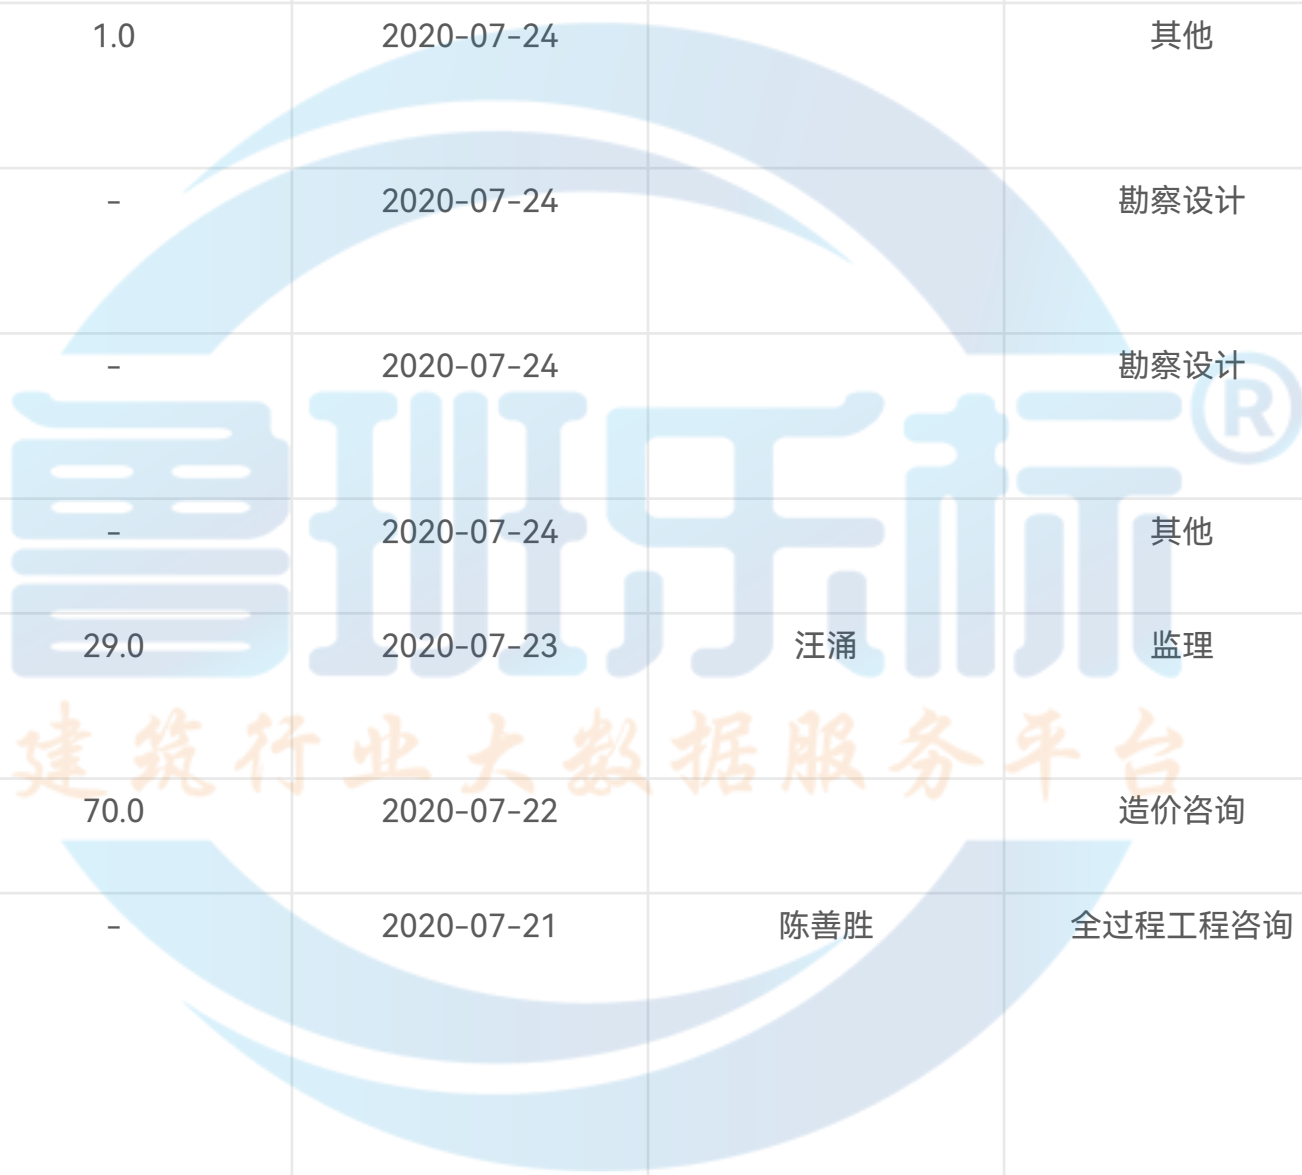 1.0 2020-07-24 其他
- 2020-07-24 勘察设计
- 2020-07-24 勘察设计
鲁班乐标®
- 2020-07-24 其他
29.0 2020-07-23 汪涌 监理
建筑行业大数据服务平台
70.0 2020-07-22 造价咨询
- 2020-07-21 陈善胜 全过程工程咨询